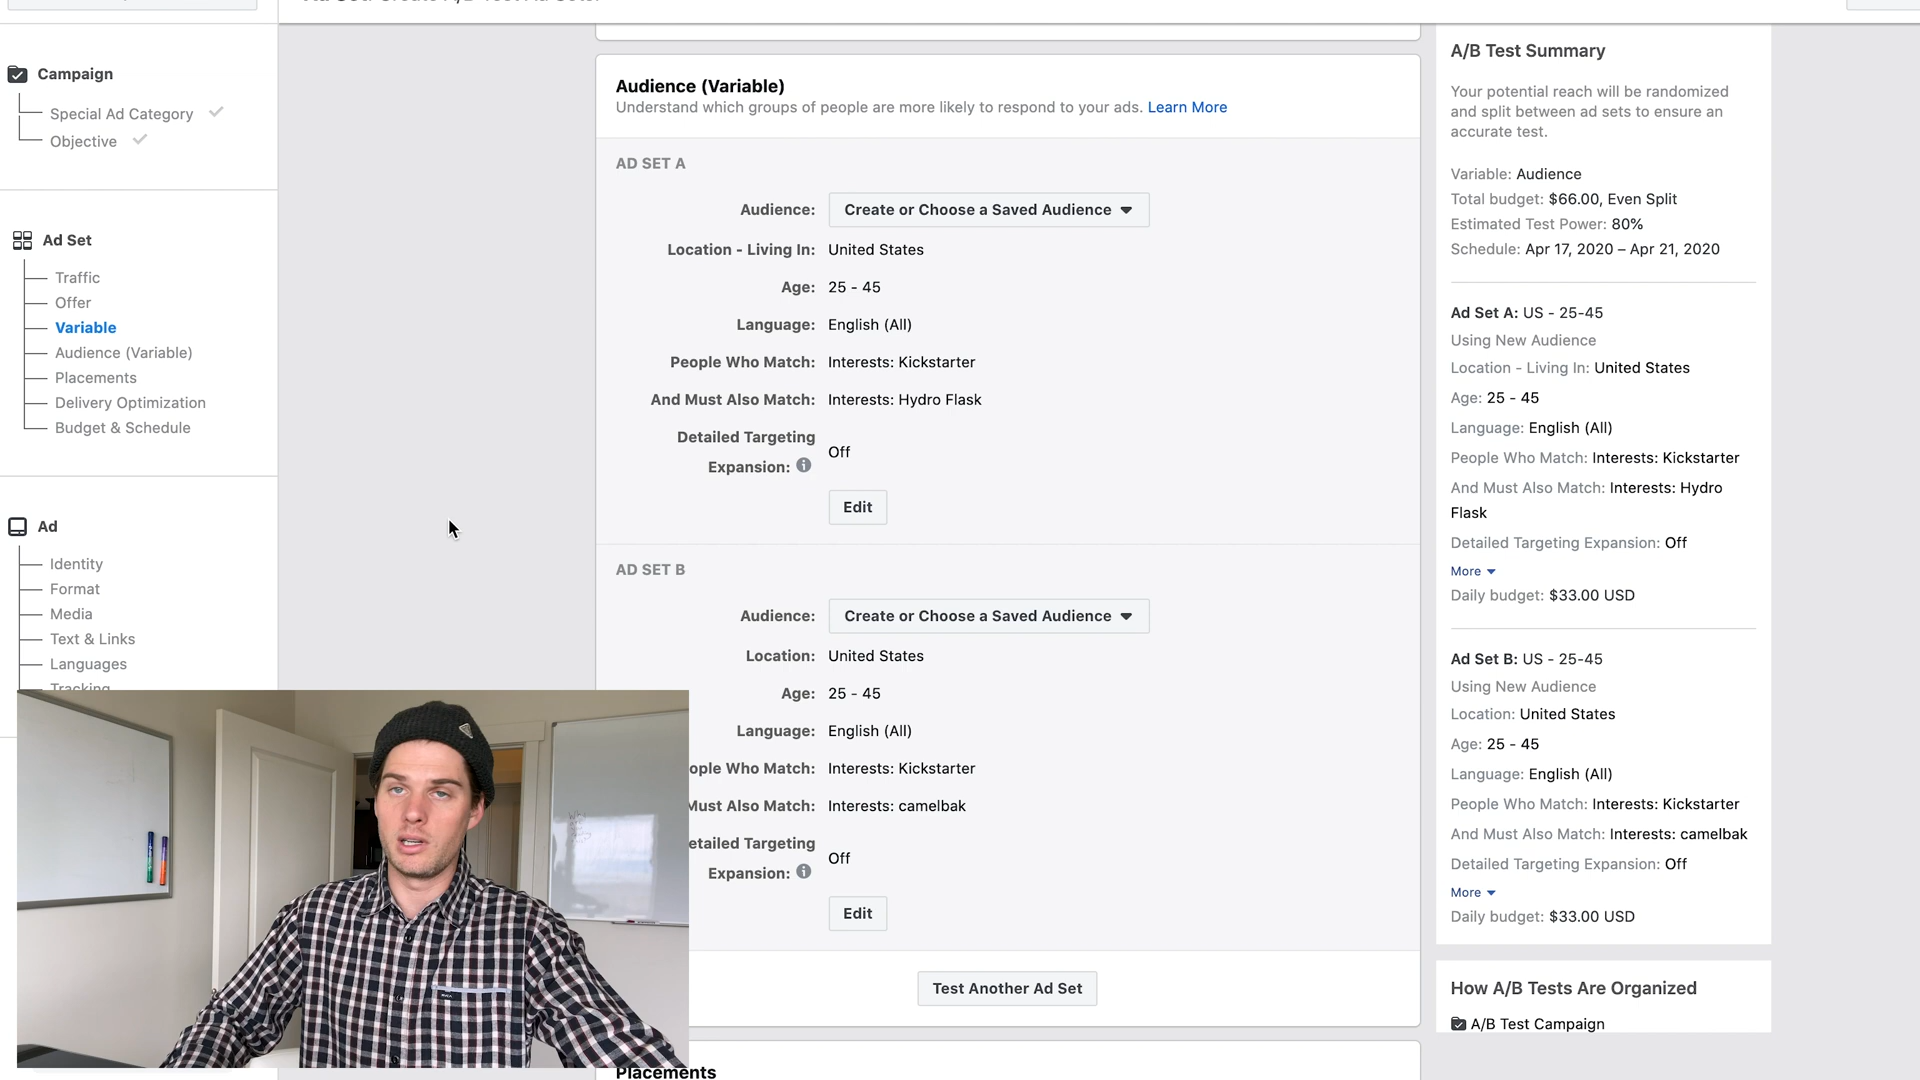 Campaign
Special Ad Category
Objective
Ad Set
Traffic
Offer
Variable
Audience (Variable)
Placements
Delivery Optimization
Budget & Schedule
Ad
Identity
Format
Media
Text & Links
Languages
Tracking
Audience (Variable)
Understand which groups of people are more likely to respond to your ads. Learn More
AD SET A
Audience: Create or Choose a Saved Audience
Location - Living In: United States
Age: 25 - 45
Language: English (All)
People Who Match: Interests: Kickstarter
And Must Also Match: Interests: Hydro Flask
Detailed Targeting
Expansion: Off
Edit
AD SET B
Audience: Create or Choose a Saved Audience
Location: United States
Age: 25 - 45
Language: English (All)
ople Who Match: Interests: Kickstarter
Must Also Match: Interests: camelbak
etailed Targeting
Expansion: Off
Edit
Test Another Ad Set
Placements
A/B Test Summary
Your potential reach will be randomized
and split between ad sets to ensure an
accurate test.
Variable: Audience
Total budget: $66.00, Even Split
Estimated Test Power: 80%
Schedule: Apr 17, 2020 – Apr 21, 2020
Ad Set A: US - 25-45
Using New Audience
Location - Living In: United States
Age: 25 - 45
Language: English (All)
People Who Match: Interests: Kickstarter
And Must Also Match: Interests: Hydro
Flask
Detailed Targeting Expansion: Off
More
Daily budget: $33.00 USD
Ad Set B: US - 25-45
Using New Audience
Location: United States
Age: 25 - 45
Language: English (All)
People Who Match: Interests: Kickstarter
And Must Also Match: Interests: camelbak
Detailed Targeting Expansion: Off
More
Daily budget: $33.00 USD
How A/B Tests Are Organized
A/B Test Campaign